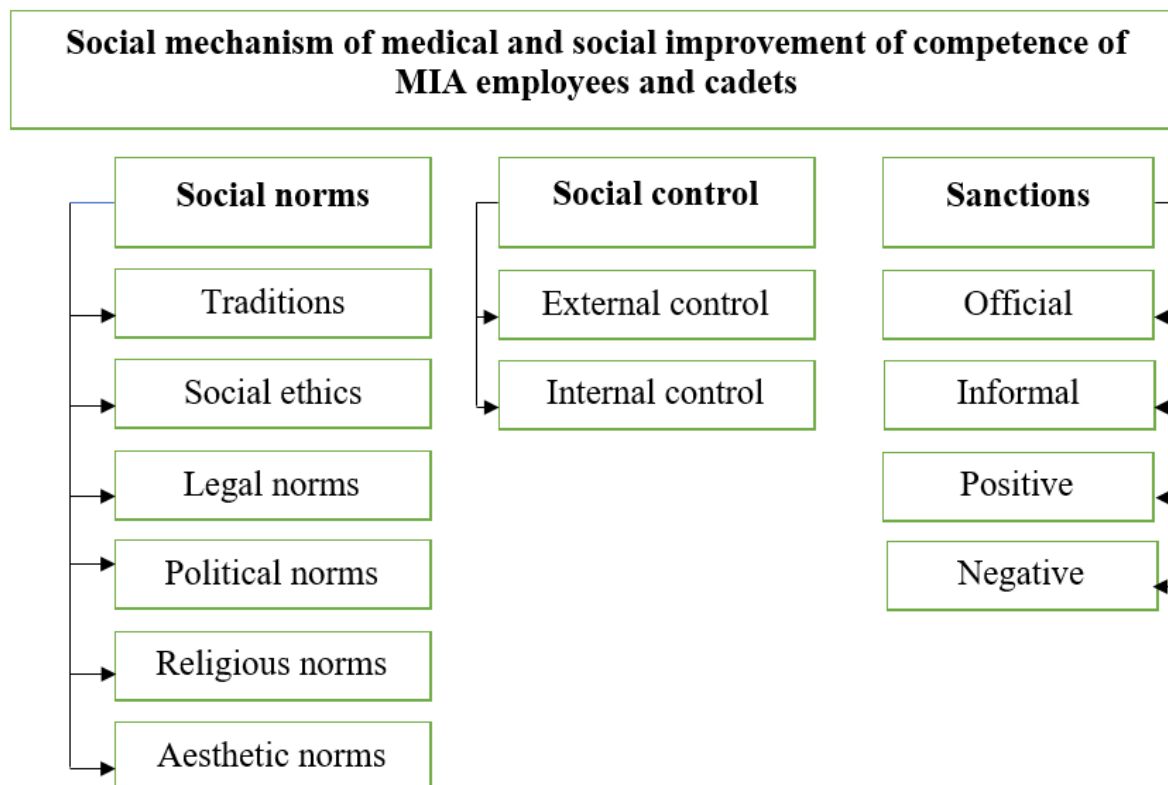 Social mechanism of medical and social improvement of competence of
MIA employees and cadets
Social norms
Traditions
Social ethics
Legal norms
Political norms
Religious norms
Aesthetic norms
Social control
External control
Internal control
Sanctions
Official
Informal
Positive
Negative